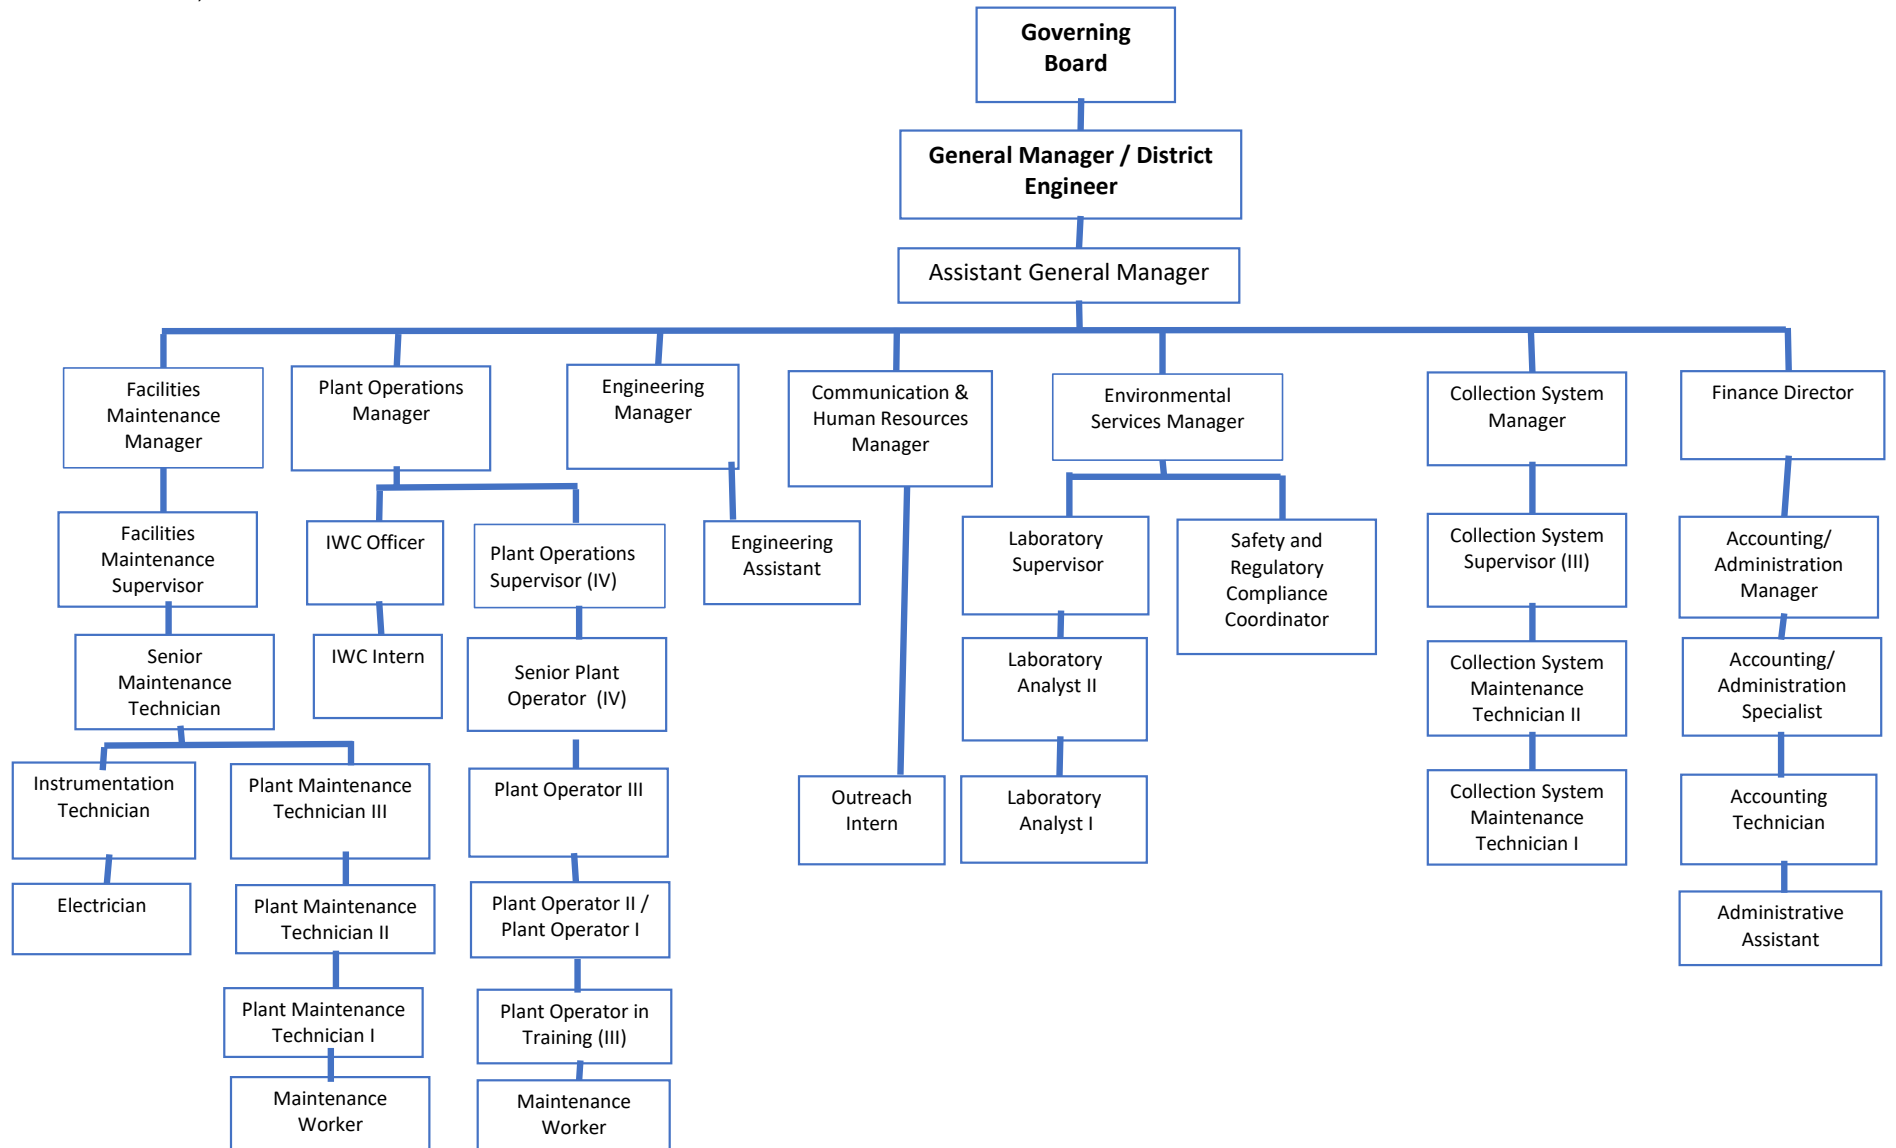 Governing
Board
General Manager / District
Engineer
Assistant General Manager
Facilities
Maintenance
Manager
Plant Operations
Manager
Engineering
Manager
Communication &
Human Resources
Manager
Environmental
Services Manager
Collection System
Manager
Finance Director
Facilities
Maintenance
Supervisor
IWC Officer
Plant Operations
Supervisor (IV)
Engineering
Assistant
Laboratory
Supervisor
Safety and
Regulatory
Compliance
Coordinator
Collection System
Supervisor (III)
Accounting/
Administration
Manager
Senior
Maintenance
Technician
IWC Intern
Senior Plant
Operator (IV)
Laboratory
Analyst II
Collection System
Maintenance
Technician II
Accounting/
Administration
Specialist
Instrumentation
Technician
Plant Maintenance
Technician III
Plant Operator III
Outreach
Intern
Laboratory
Analyst I
Collection System
Maintenance
Technician I
Accounting
Technician
Electrician
Plant Maintenance
Technician II
Plant Operator II /
Plant Operator I
Administrative
Assistant
Plant Maintenance
Technician I
Plant Operator in
Training (III)
Maintenance
Worker
Maintenance
Worker